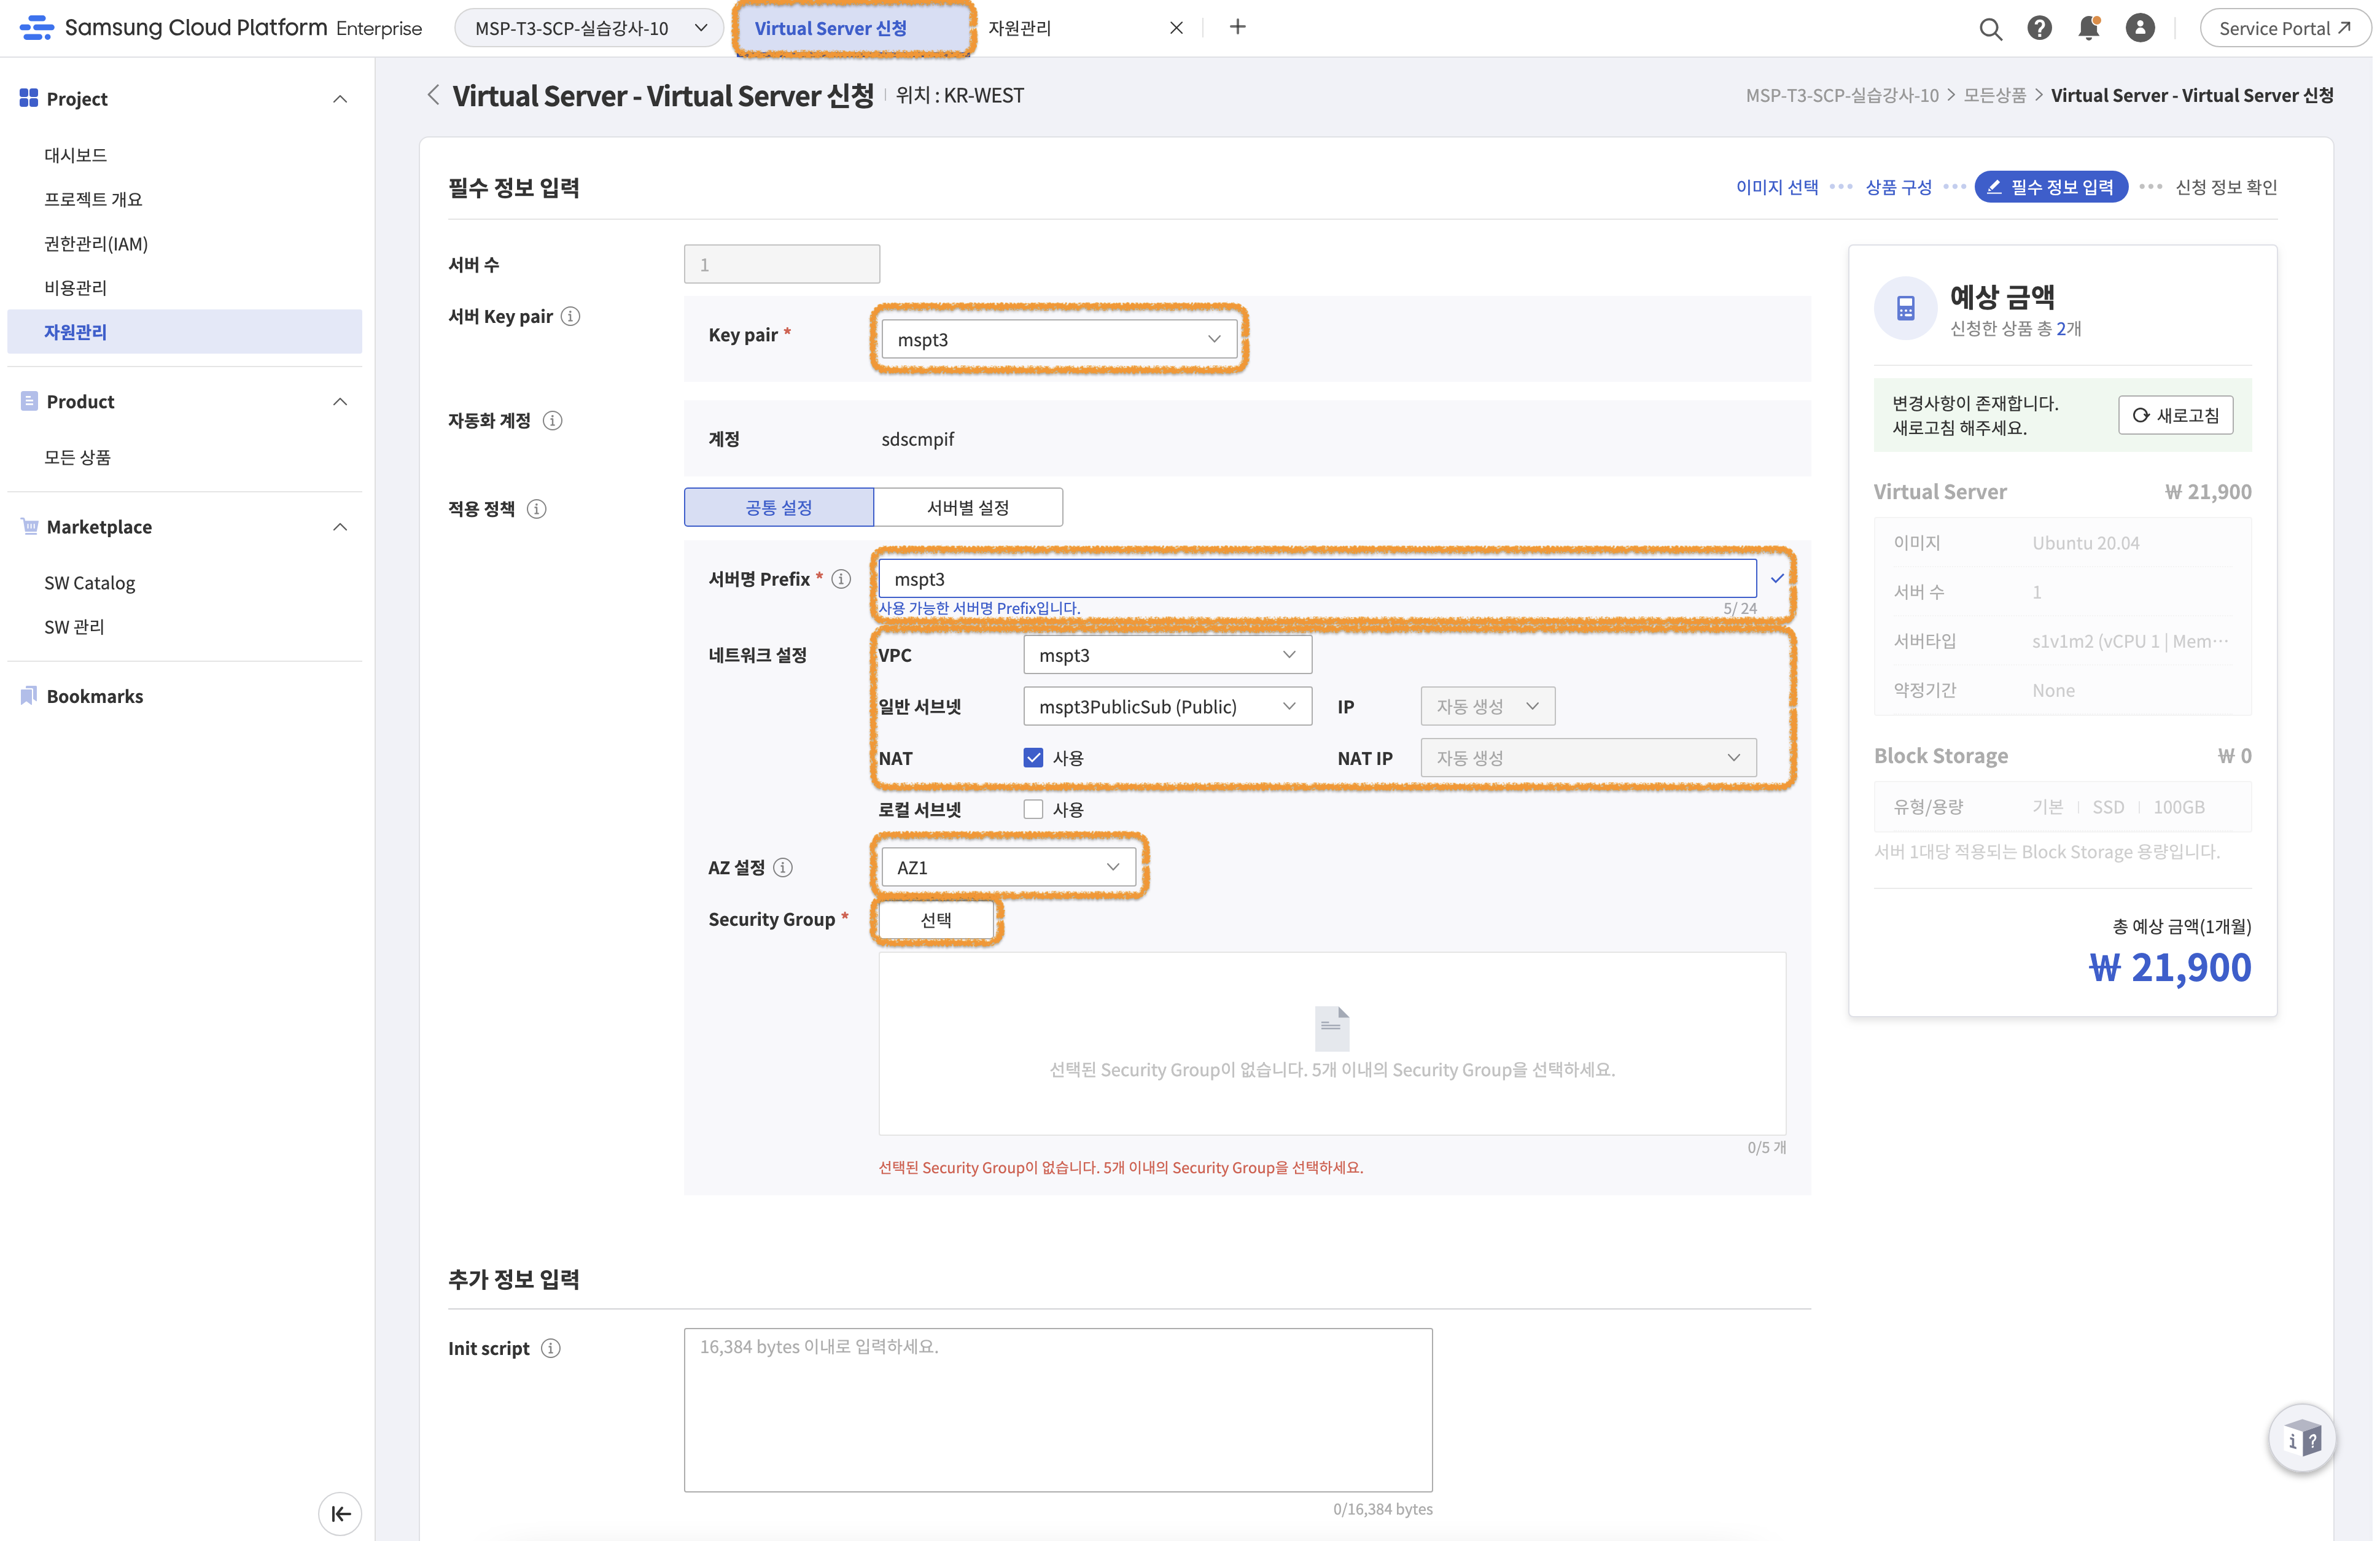 Samsung Cloud Platform Enterprise
MSP-T3-SCP-실습강사-10
Virtual Server 신청
자원관리
Service Portal
Project
대시보드
프로젝트 개요
권한관리(IAM)
비용관리
자원관리
Product
모든 상품
Marketplace
SW Catalog
SW 관리
Bookmarks
Virtual Server - Virtual Server 신청
위치 : KR-WEST
MSP-T3-SCP-실습강사-10 > 모든상품 > Virtual Server - Virtual Server 신청
필수 정보 입력
이미지 선택 ••• 상품 구성 ••• 필수 정보 입력 ••• 신청 정보 확인
서버 수
1
서버 Key pair
Key pair *
mspt3
자동화 계정
계정
sdscmpif
적용 정책
공통 설정
서버별 설정
서버명 Prefix *
mspt3
사용 가능한 서버명 Prefix입니다.
5/ 24
네트워크 설정
VPC
mspt3
일반 서브넷
mspt3PublicSub (Public)
IP
자동 생성
NAT
사용
NAT IP
자동 생성
로컬 서브넷
사용
AZ 설정
AZ1
Security Group *
선택
선택된 Security Group이 없습니다. 5개 이내의 Security Group을 선택하세요.
0/5 개
선택된 Security Group이 없습니다. 5개 이내의 Security Group을 선택하세요.
추가 정보 입력
Init script
16,384 bytes 이내로 입력하세요.
0/16,384 bytes
예상 금액
신청한 상품 총 2개
변경사항이 존재합니다.
새로고침 해주세요.
새로고침
Virtual Server
₩ 21,900
이미지
Ubuntu 20.04
서버 수
1
서버타입
s1v1m2 (vCPU 1 | Mem···
약정기간
None
Block Storage
₩ 0
유형/용량
기본 | SSD | 100GB
서버 1대당 적용되는 Block Storage 용량입니다.
총 예상 금액(1개월)
₩ 21,900